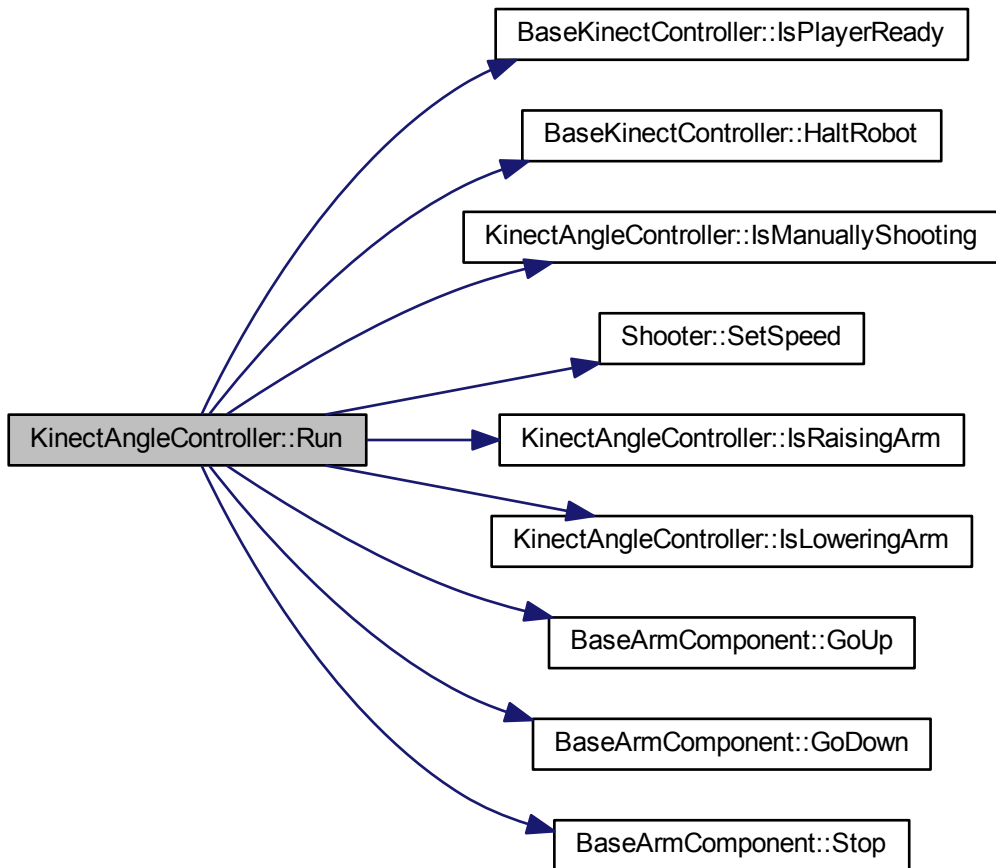 BaseKinectController::IsPlayerReady
BaseKinectController::HaltRobot
KinectAngleController::IsManuallyShooting
Shooter::SetSpeed
KinectAngleController::Run
KinectAngleController::IsRaisingArm
KinectAngleController::IsLoweringArm
BaseArmComponent::GoUp
BaseArmComponent::GoDown
BaseArmComponent::Stop